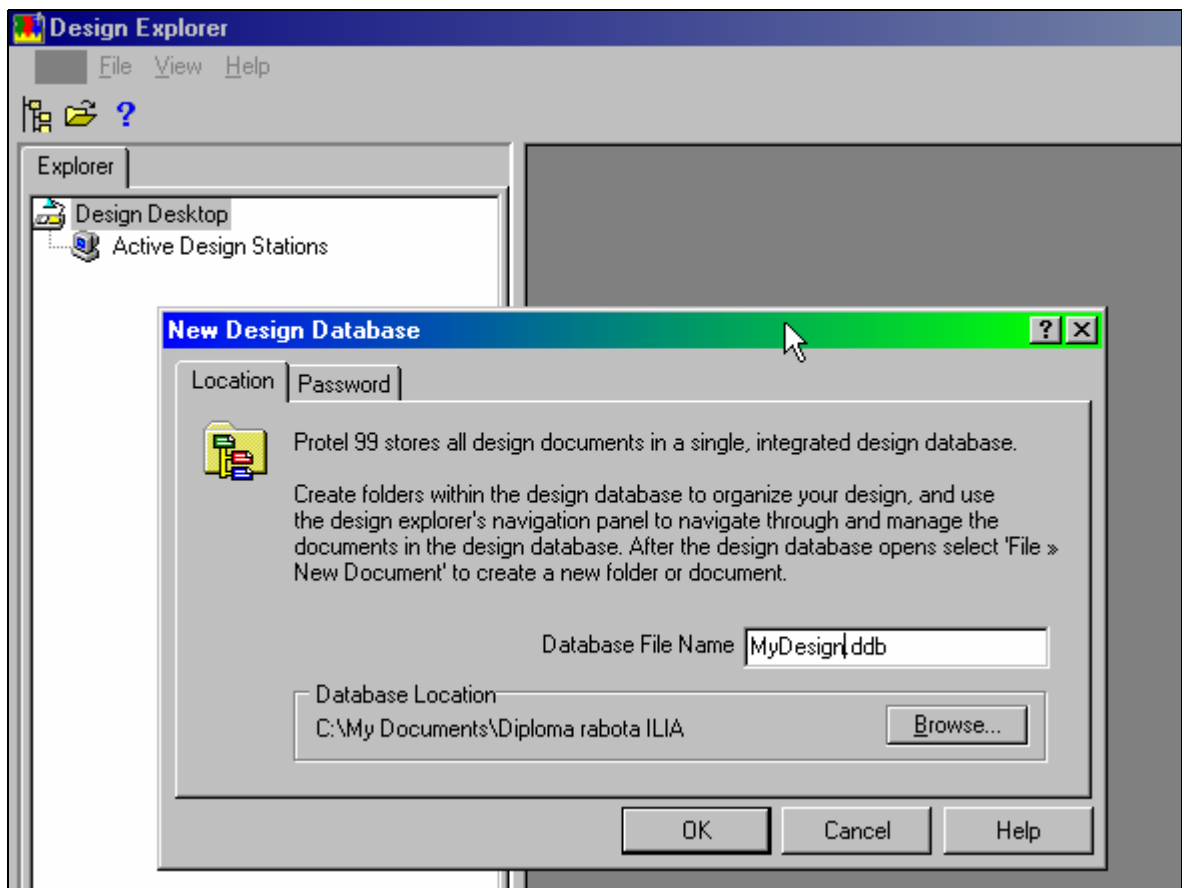 Design Explorer
File View Help
?
Explorer
Design Desktop
Active Design Stations
New Design Database
Location Password
Protel 99 stores all design documents in a single, integrated design database.
Create folders within the design database to organize your design, and use
the design explorer's navigation panel to navigate through and manage the
documents in the design database. After the design database opens select 'File »
New Document' to create a new folder or document.
Database File Name MyDesign.ddb
Database Location
C:\My Documents\Diploma rabota ILIA Browse...
OK Cancel Help